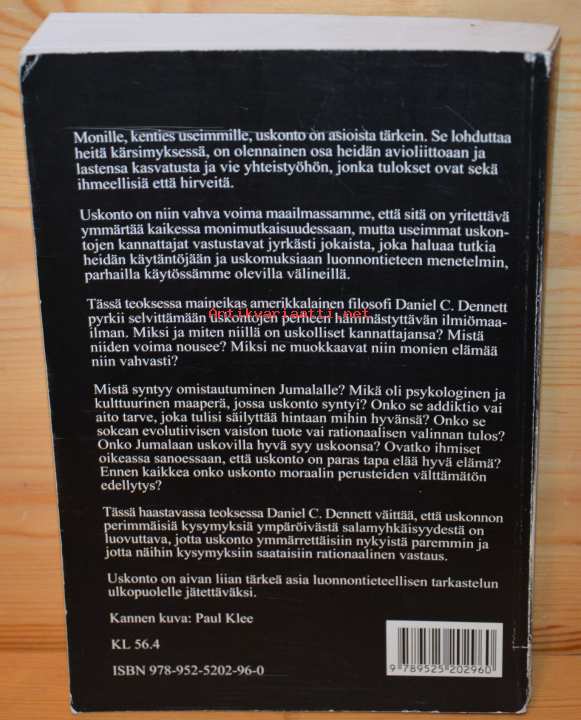 Monille, kenties useimmille, uskonto on asioista tärkein. Se lohduttaa
heitä kärsimyksessä, on olennainen osa heidän avioliittoaan ja
lastensa kasvatusta ja vie yhteistyöhön, jonka tulokset ovat sekä
ihmeellisiä että hirveitä.
Uskonto on niin vahva voima maailmassamme, että sitä on yritettävä
ymmärtää kaikessa monimutkaisuudessaan, mutta useimmat uskon-
tojen kannattajat vastustavat jyrkästi jokaista, joka haluaa tutkia
heidän käytäntöjään ja uskomuksiaan luonnontieteen menetelmin,
parhailla käytössämme olevilla välineillä.
Tässä teoksessa maineikas amerikkalainen filosofi Daniel C. Dennett
pyrkii selvittämään uskontojen perheen hämmästyttävän ilmiömaa-
Antikvariaatti.net
ilman. Miksi ja miten niillä on uskolliset kannattajansa? Mistä
niiden voima nousee? Miksi ne muokkaavat niin monien elämää
niin vahvasti?
Mistä syntyy omistautuminen Jumalalle? Mikä oli psykologinen ja
kulttuurinen maaperä, jossa uskonto syntyi? Onko se addiktio vai
aito tarve, joka tulisi säilyttää hintaan mihin hyvänsä? Onko se
sokean evolutiivisen vaiston tuote vai rationaalisen valinnan tulos?
Onko Jumalaan uskovilla hyvä syy uskoonsa? Ovatko ihmiset
oikeassa sanoessaan, että uskonto on paras tapa elää hyvä elämä?
Ennen kaikkea onko uskonto moraalin perusteiden välttämätön
edellytys?
Tässä haastavassa teoksessa Daniel C. Dennett väittää, että uskonnon
perimmäisiä kysymyksiä ympäröivästä salamyhkäisyydestä on
luovuttava, jotta uskonto ymmärrettäisiin nykyistä paremmin ja
jotta näihin kysymyksiin saataisiin rationaalinen vastaus.
Uskonto on aivan liian tärkeä asia luonnontieteellisen tarkastelun
ulkopuolelle jätettäväksi.
Kannen kuva: Paul Klee
KL 56.4
ISBN 978-952-5202-96-0
9 789525 202960